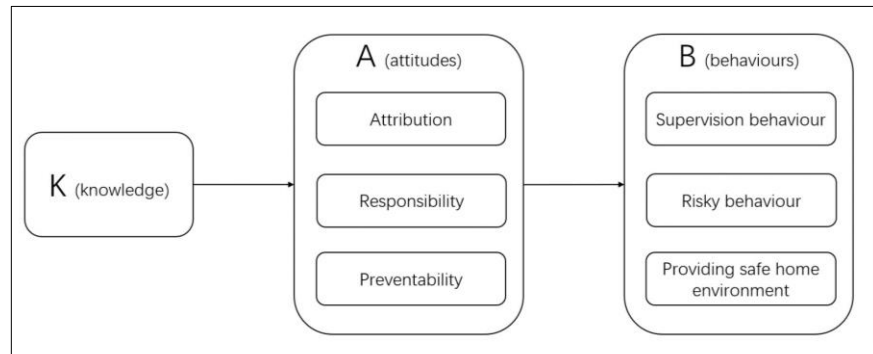 K (knowledge)
A (attitudes)
Attribution
Responsibility
Preventability
B (behaviours)
Supervision behaviour
Risky behaviour
Providing safe home
environment